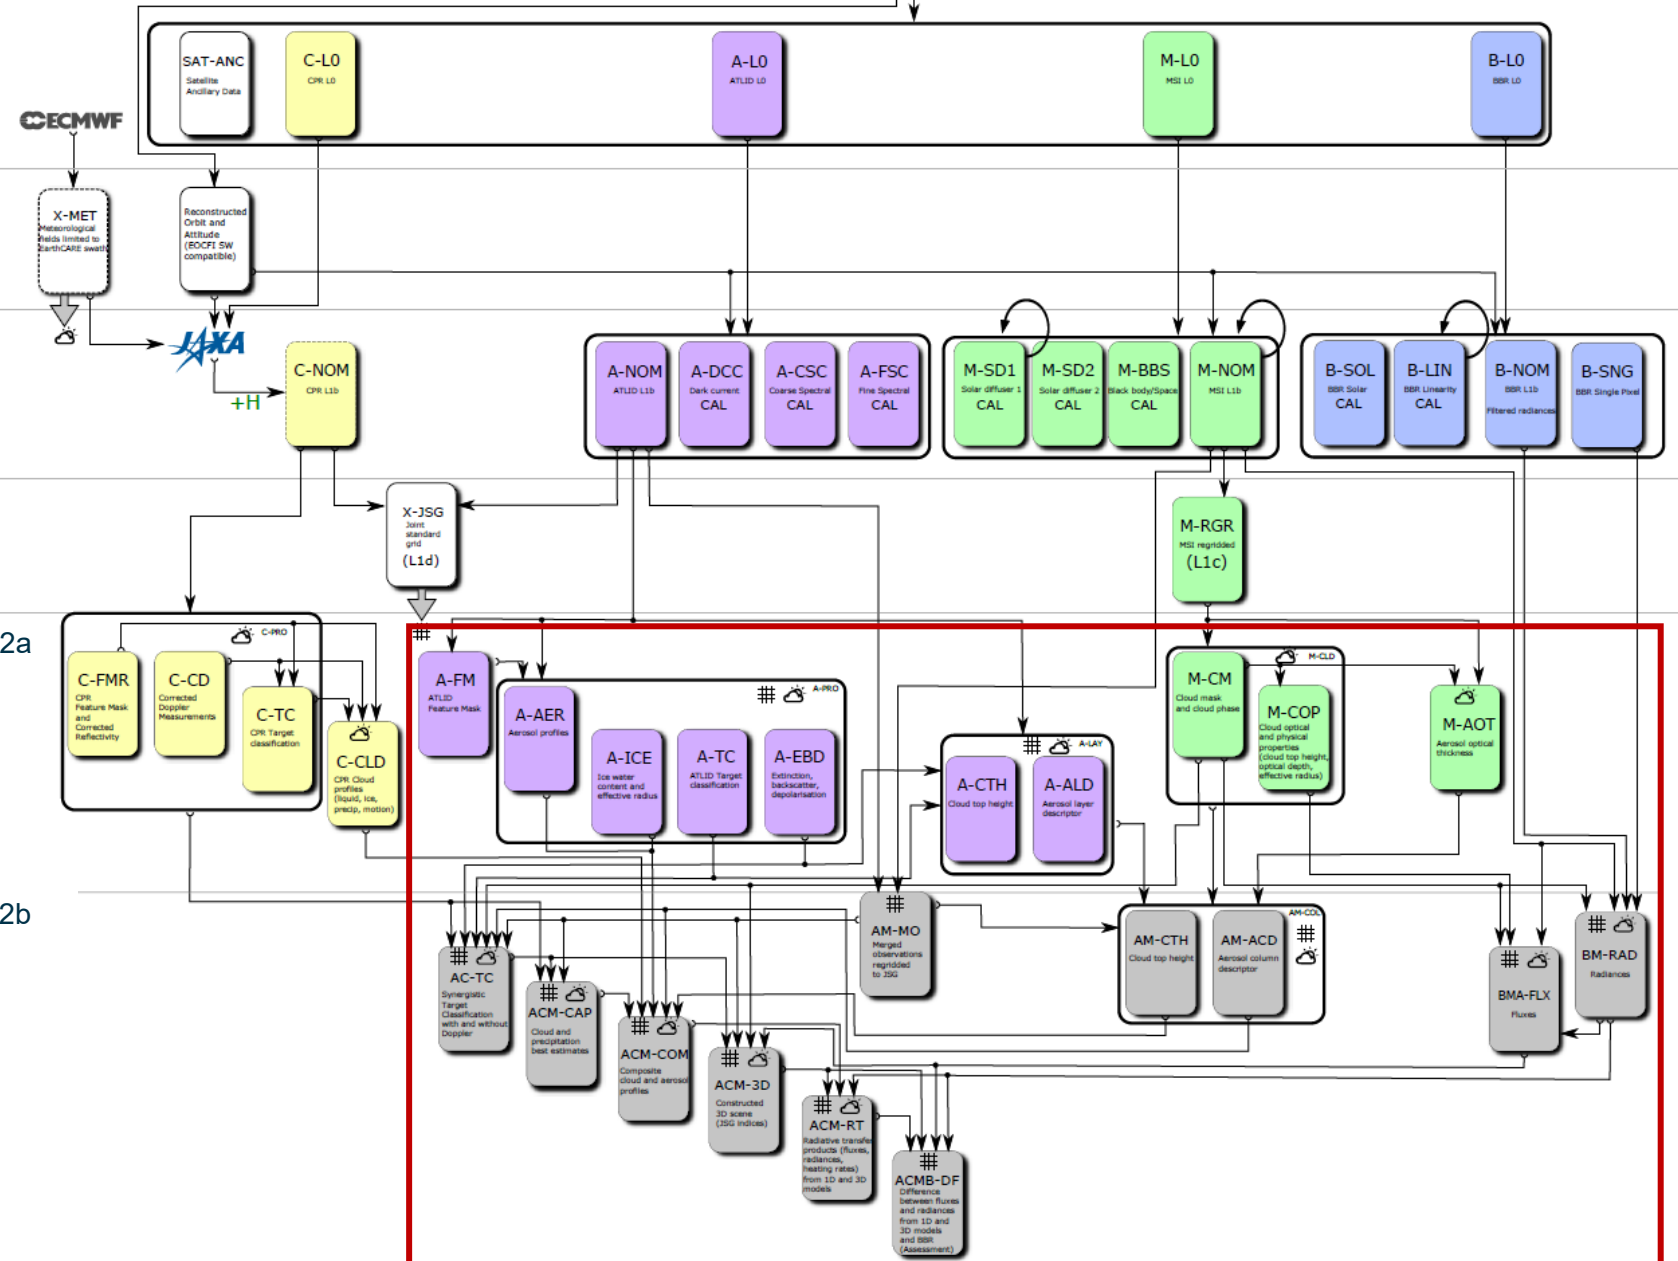 SAT-ANC
Satellite
Ancillary Data
C-L0
CPR L0
A-L0
ATLID L0
M-L0
MSI L0
B-L0
BBR L0
ECMWF
X-MET
Meteorological
fields limited to
EarthCARE swath
Reconstructed
Orbit and
Attitude
(EOCFI SW
compatible)
JAXA
+H
C-NOM
CPR L1b
A-NOM
ATLID L1b
A-DCC
Dark current
CAL
A-CSC
Coarse Spectral
CAL
A-FSC
Fine Spectral
CAL
M-SD1
Solar diffuser 1
CAL
M-SD2
Solar diffuser 2
CAL
M-BBS
Black body/Space
CAL
M-NOM
MSI L1b
B-SOL
BBR Solar
CAL
B-LIN
BBR Linearity
CAL
B-NOM
BBR L1b
Filtered radiances
B-SNG
BBR Single Pixel
X-JSG
Joint
standard
grid
(L1d)
M-RGR
MSI regridded
(L1c)
2a
C-PRO
C-FMR
CPR
Feature Mask
and
Corrected
Reflectivity
C-CD
Corrected
Doppler
Measurements
C-TC
CPR Target
classification
C-CLD
CPR Cloud
profiles
(liquid, ice,
precip, motion)
A-FM
ATLID
Feature Mask
A-PRO
A-AER
Aerosol profiles
A-ICE
Ice water
content and
effective radius
A-TC
ATLID Target
classification
A-EBD
Extinction,
backscatter,
depolarisation
A-LAY
A-CTH
Cloud top height
A-ALD
Aerosol layer
descriptor
M-CLD
M-CM
Cloud mask
and cloud phase
M-COP
Cloud optical
and physical
properties
(cloud top height,
optical depth,
effective radius)
M-AOT
Aerosol optical
thickness
2b
AC-TC
Synergistic
Target
Classification
with and without
Doppler
ACM-CAP
Cloud and
precipitation
best estimates
ACM-COM
Composite
cloud and aerosol
profiles
ACM-3D
Constructed
3D scene
(JSG indices)
ACM-RT
Radiative transfer
products (fluxes,
radiances,
heating rates)
from 1D and 3D
models
ACMB-DF
Difference
between fluxes
and radiances
from 1D and
3D models
and BBR
(Assessment)
AM-MO
Merged
observations
regridded
to JSG
AM-COL
AM-CTH
Cloud top height
AM-ACD
Aerosol column
descriptor
BMA-FLX
Fluxes
BM-RAD
Radiances